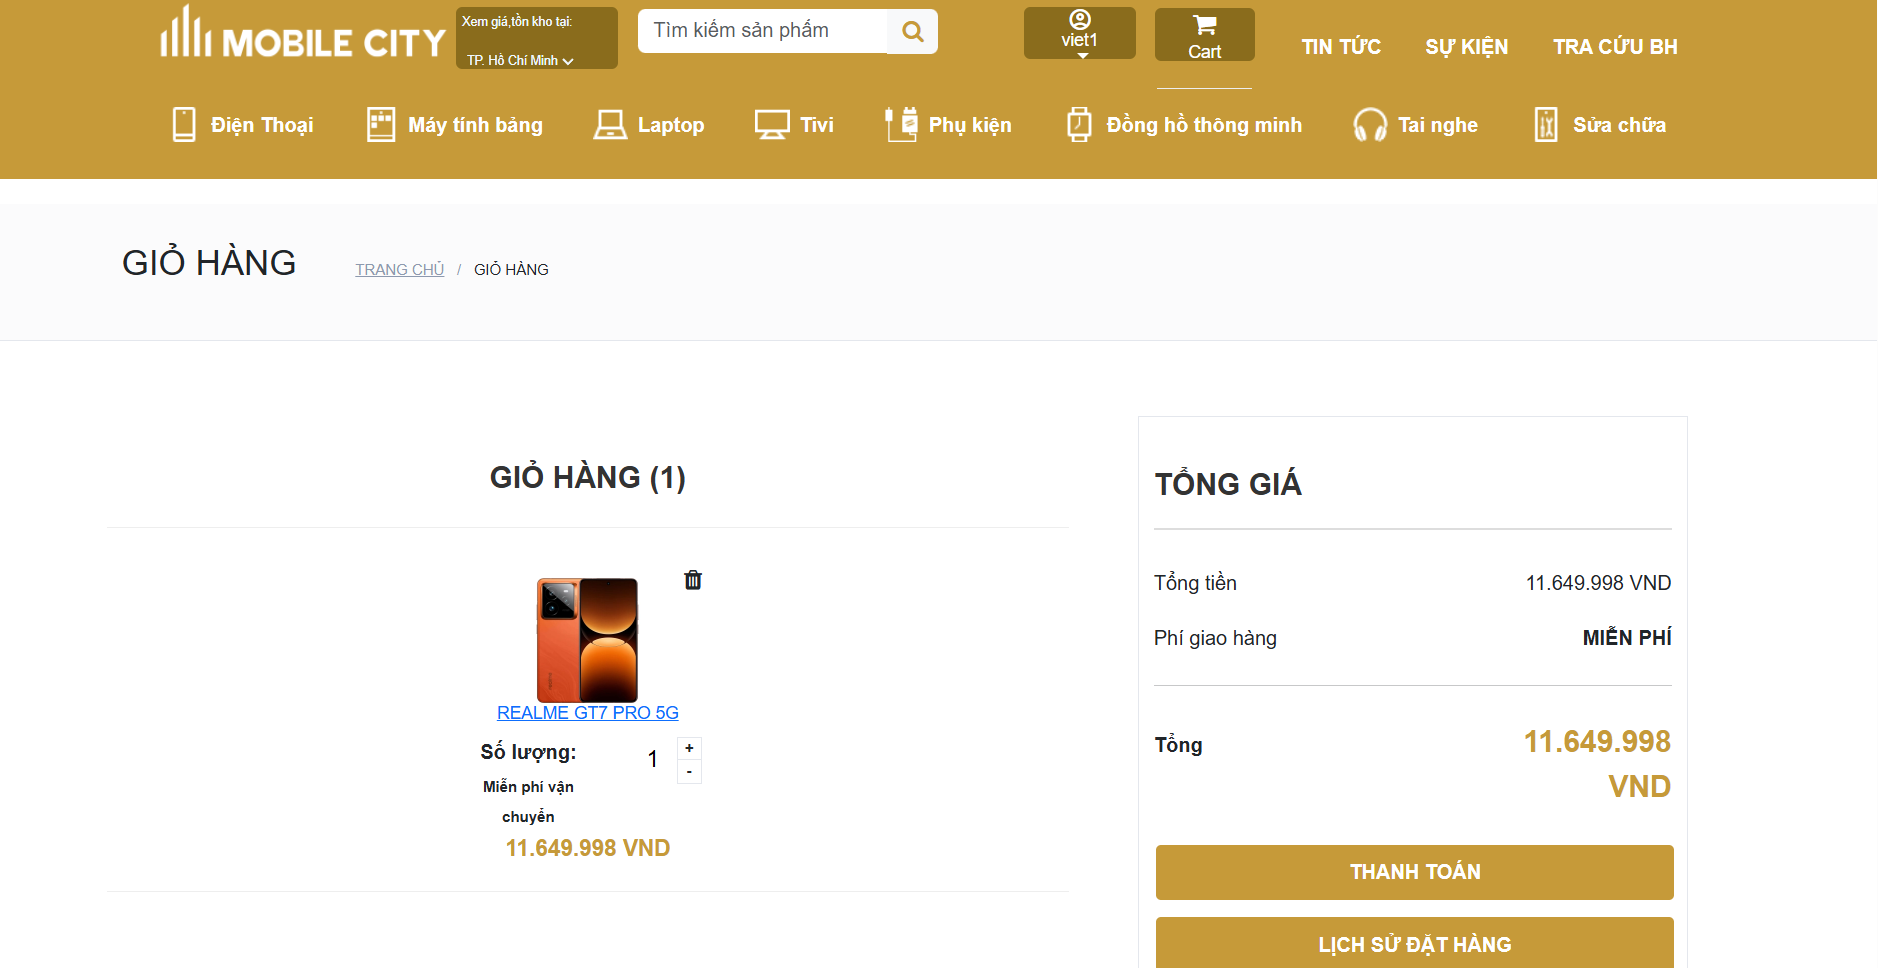 MOBILE CITY
Xem giá,tồn kho tại:
TP. Hồ Chí Minh
Tìm kiếm sản phẩm
viet1
Cart
TIN TỨC
SỰ KIỆN
TRA CỨU BH
Điện Thoại
Máy tính bảng
Laptop
Tivi
Phụ kiện
Đồng hồ thông minh
Tai nghe
Sửa chữa
GIỎ HÀNG
TRANG CHỦ / GIỎ HÀNG
GIỎ HÀNG (1)
REALME GT7 PRO 5G
Số lượng:
1
+
-
Miễn phí vận
chuyển
11.649.998 VND
TỔNG GIÁ
Tổng tiền 11.649.998 VND
Phí giao hàng MIỄN PHÍ
Tổng 11.649.998
VND
THANH TOÁN
LỊCH SỬ ĐẶT HÀNG